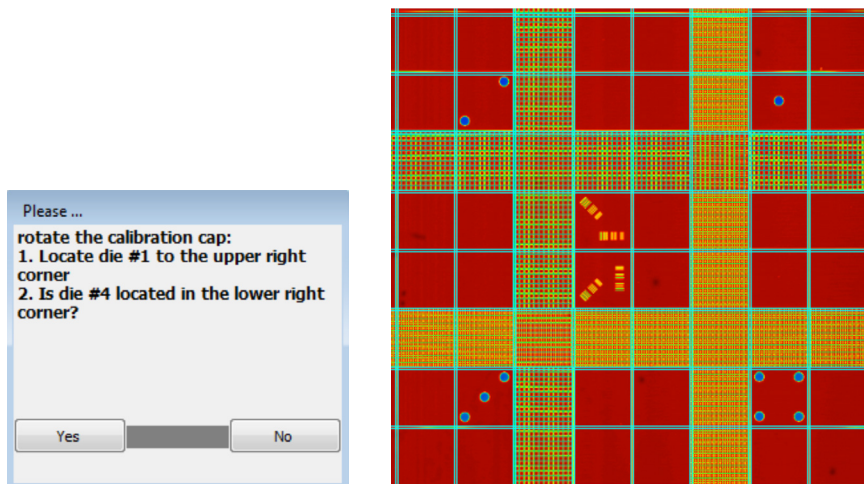 Please ...
rotate the calibration cap:
1. Locate die #1 to the upper right
corner
2. Is die #4 located in the lower right
corner?
Yes
No